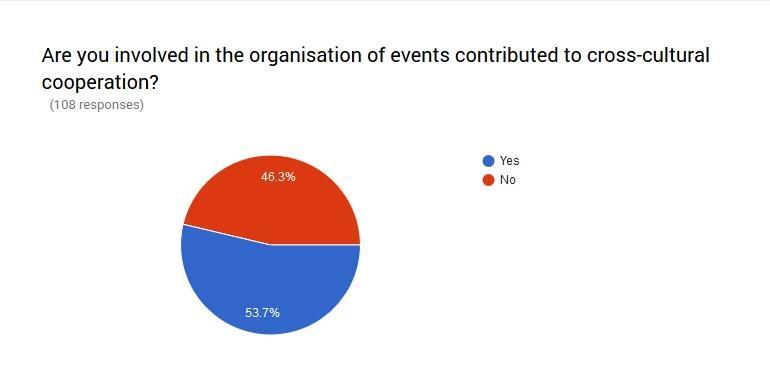 Are you involved in the organisation of events contributed to cross-cultural
cooperation?
(108 responses)
46.3%
53.7%
Yes
No